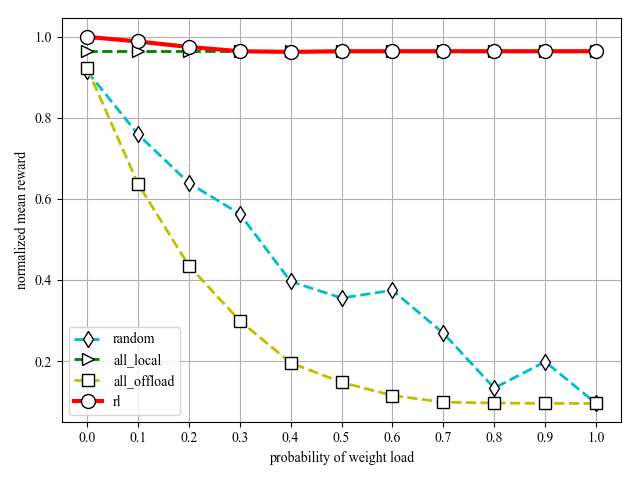 normalized mean reward
1.0
0.8
0.6
0.4
0.2
random
all_local
all_offload
rl
0.0 0.1 0.2 0.3 0.4 0.5 0.6 0.7 0.8 0.9 1.0
probability of weight load